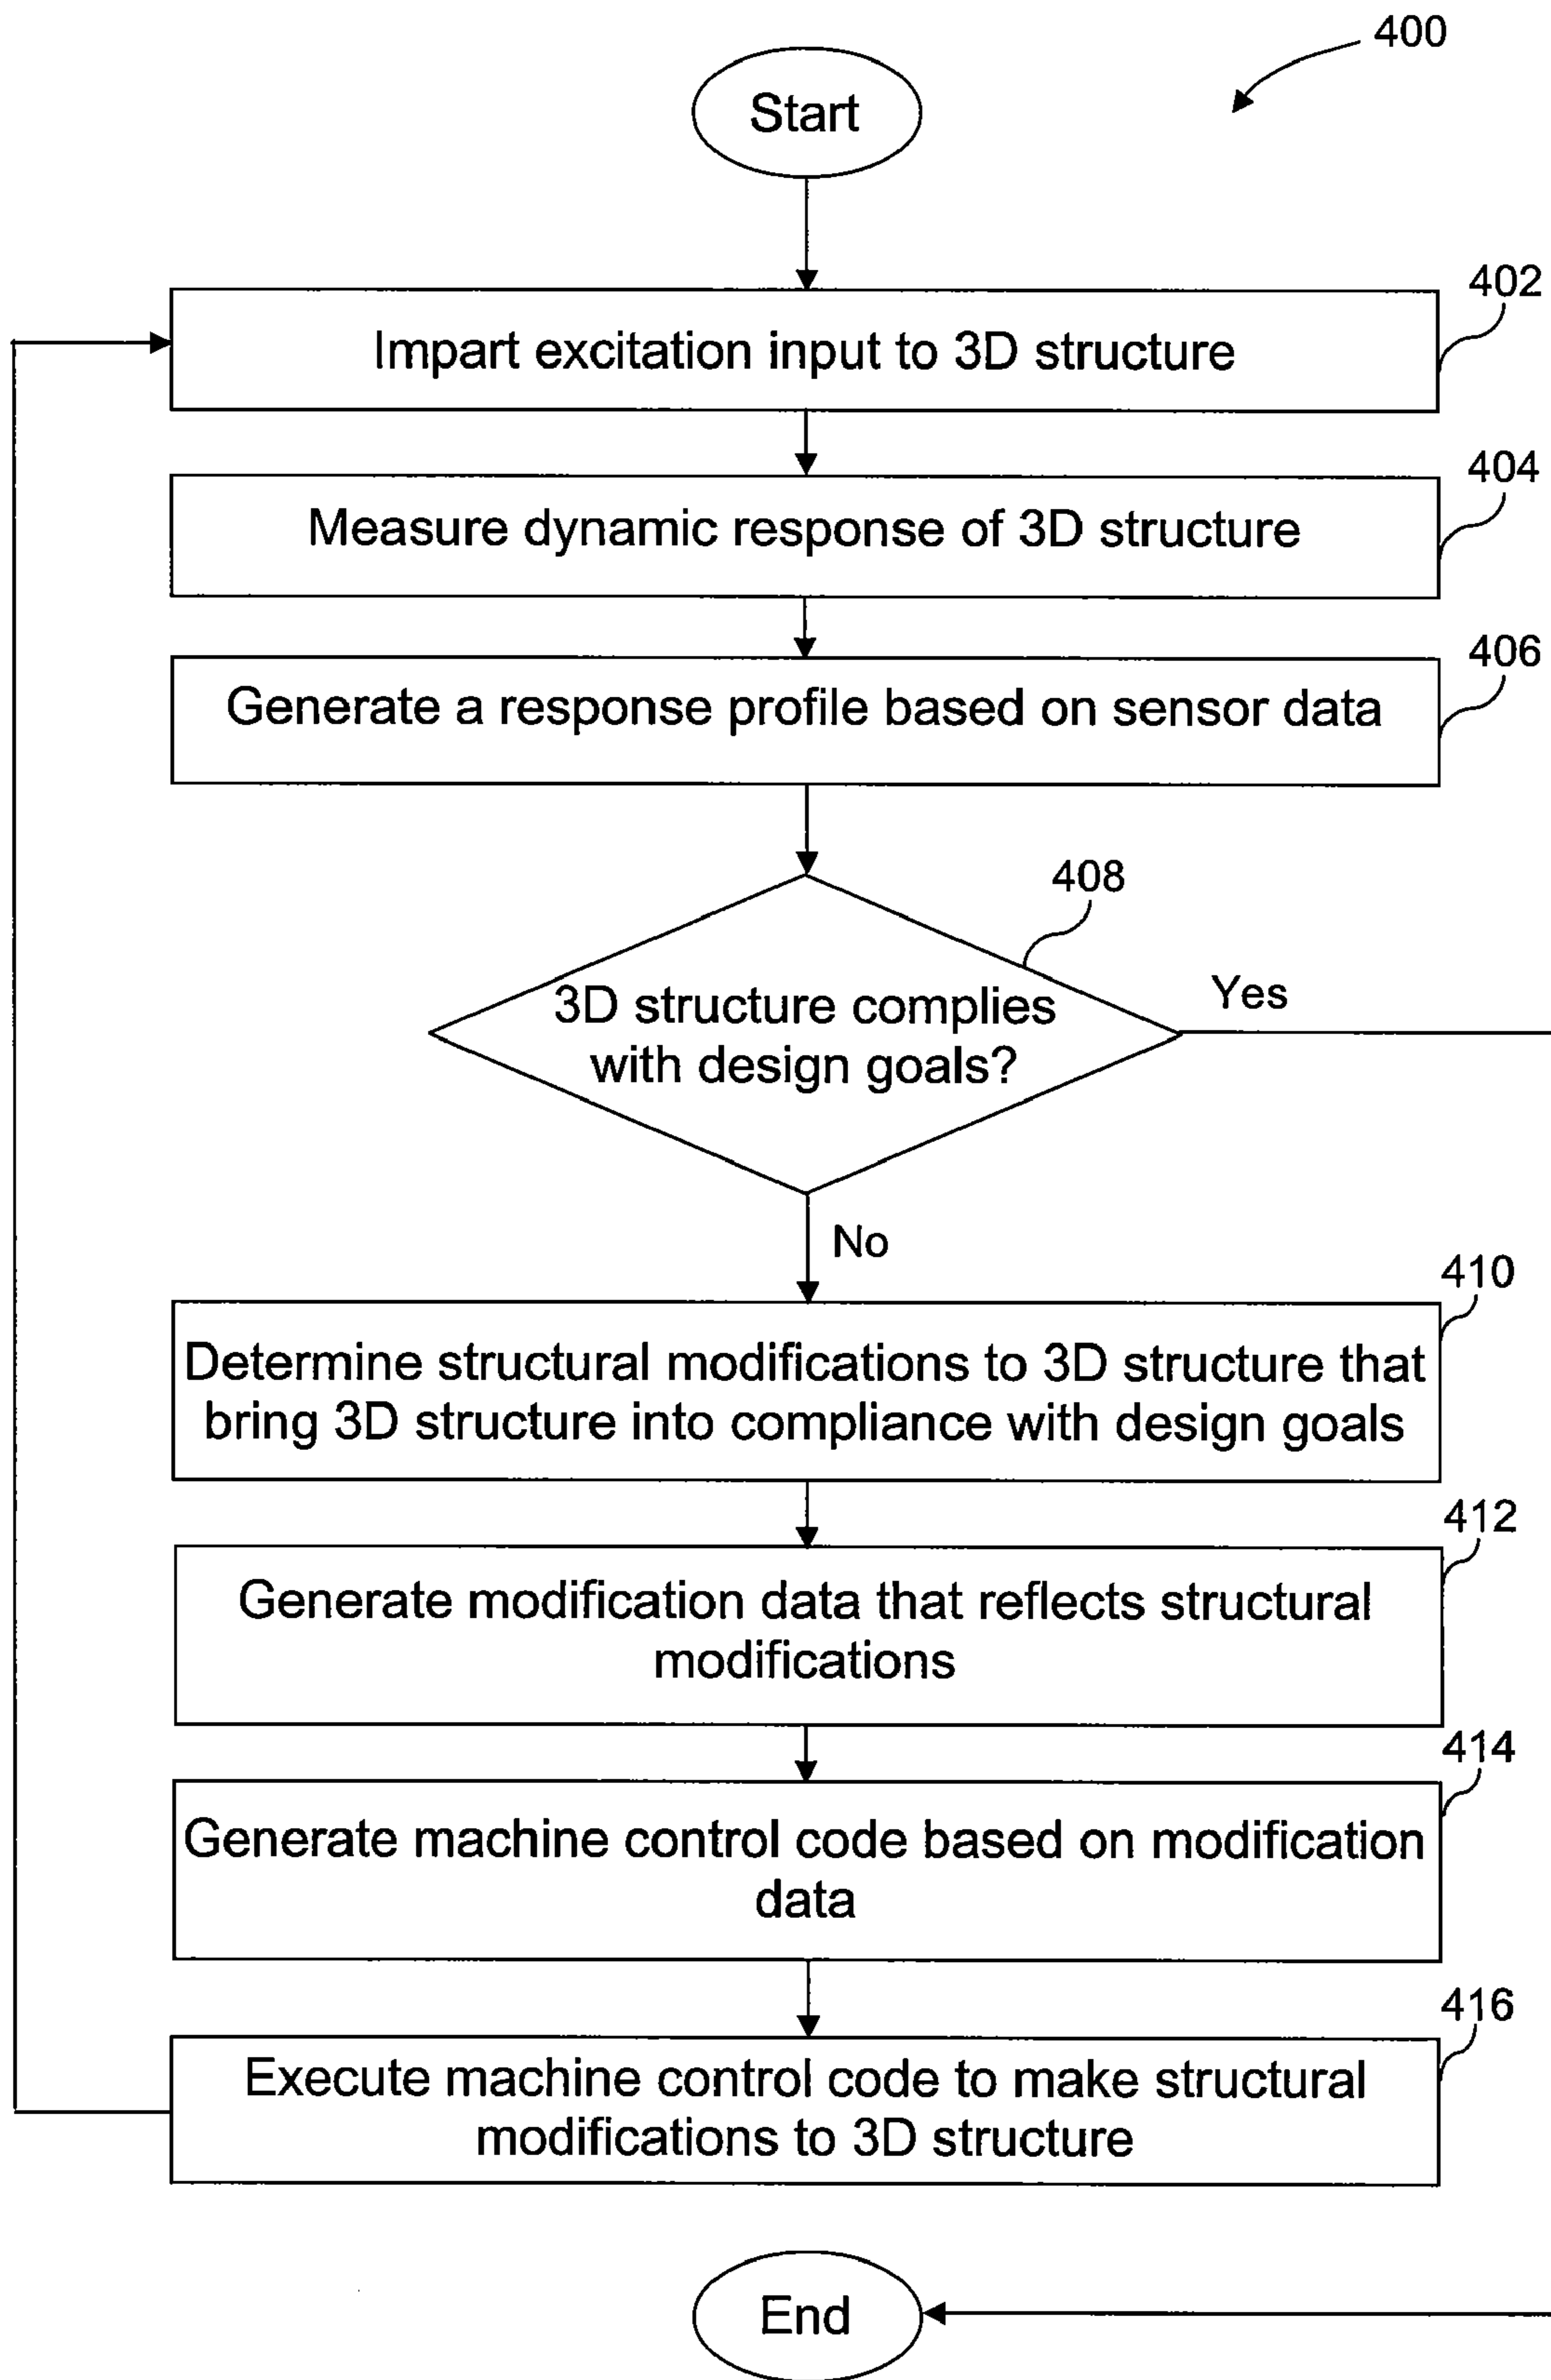 400
Start
402
Impart excitation input to 3D structure
404
Measure dynamic response of 3D structure
406
Generate a response profile based on sensor data
408
3D structure complies
with design goals?
Yes
No
410
Determine structural modifications to 3D structure that
bring 3D structure into compliance with design goals
412
Generate modification data that reflects structural
modifications
414
Generate machine control code based on modification
data
416
Execute machine control code to make structural
modifications to 3D structure
End